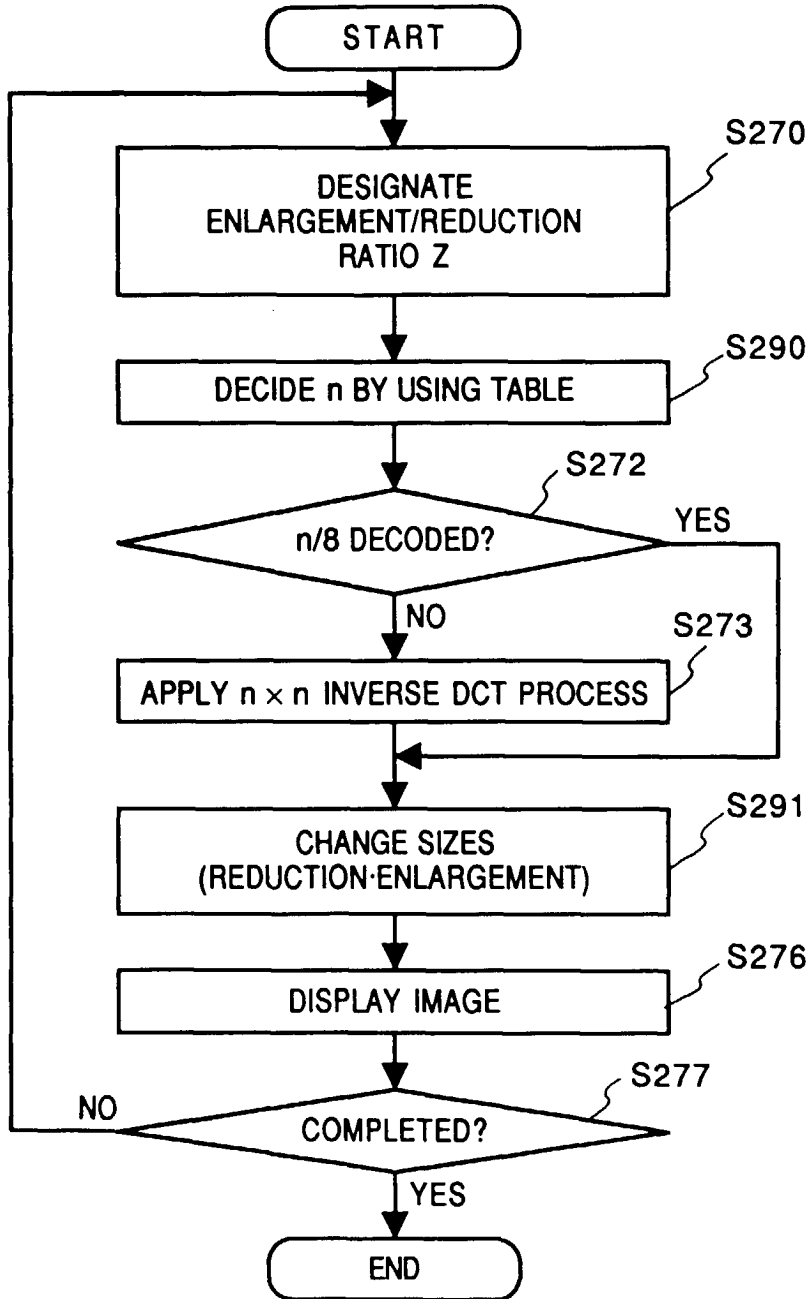 START
S270
DESIGNATE
ENLARGEMENT/REDUCTION
RATIO Z
S290
DECIDE n BY USING TABLE
S272
n/8 DECODED?
YES
NO
S273
APPLY n × n INVERSE DCT PROCESS
S291
CHANGE SIZES
(REDUCTION·ENLARGEMENT)
S276
DISPLAY IMAGE
S277
NO
COMPLETED?
YES
END